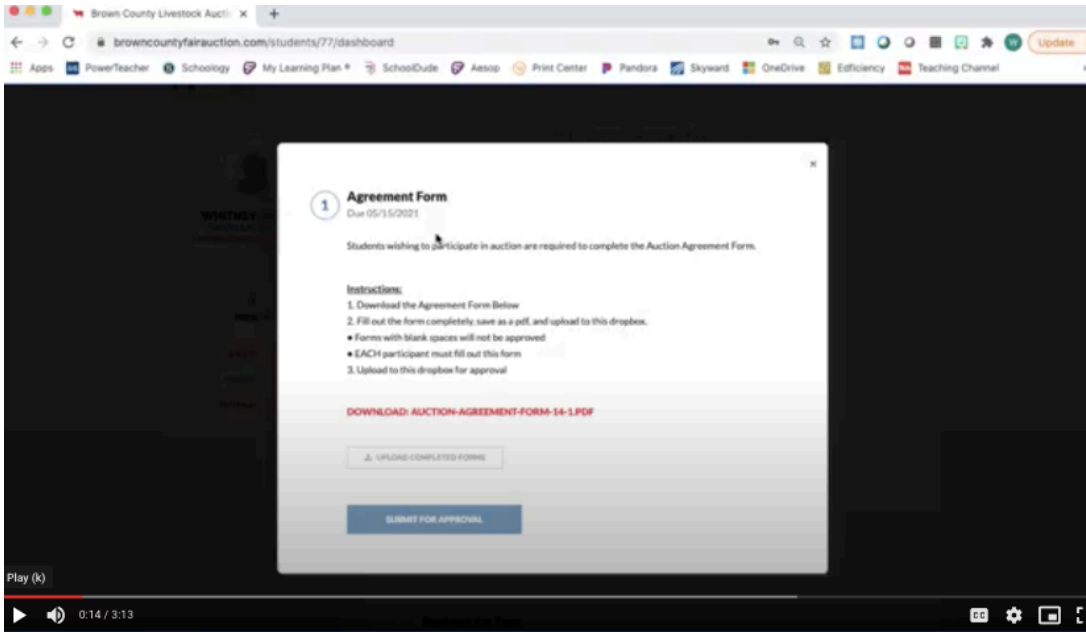 Brown County Livestock Aucti
browncountyfairauction.com/students/77/dashboard
Update
Apps PowerTeacher Schoology My Learning Plan ® SchoolDude Aesop Print Center Pandora Skyward OneDrive Edficiency Teaching Channel
WHITNEY
1
Agreement Form
Due 05/15/2021
Students wishing to participate in auction are required to complete the Auction Agreement Form.
Instructions:
1. Download the Agreement Form Below
2. Fill out the form completely, save as a pdf, and upload to this dropbox.
• Forms with blank spaces will not be approved
• EACH participant must fill out this form
3. Upload to this dropbox for approval
DOWNLOAD: AUCTION-AGREEMENT-FORM-14-1.PDF
UPLOAD COMPLETED FORMS
SUBMIT FOR APPROVAL
Play (k)
0:14 / 3:13
CC